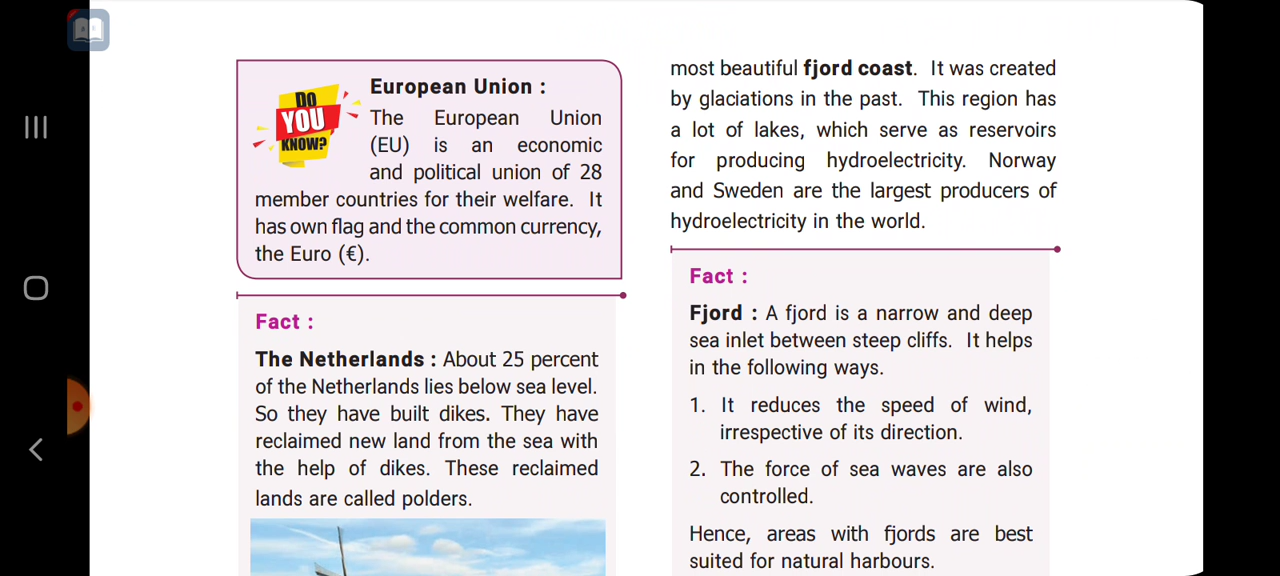 DO
YOU
KNOW?
European Union :
The European Union
(EU) is an economic
and political union of 28
member countries for their welfare. It
has own flag and the common currency,
the Euro (€).
Fact :
The Netherlands : About 25 percent
of the Netherlands lies below sea level.
So they have built dikes. They have
reclaimed new land from the sea with
the help of dikes. These reclaimed
lands are called polders.
most beautiful fjord coast. It was created
by glaciations in the past. This region has
a lot of lakes, which serve as reservoirs
for producing hydroelectricity. Norway
and Sweden are the largest producers of
hydroelectricity in the world.
Fact :
Fjord : A fjord is a narrow and deep
sea inlet between steep cliffs. It helps
in the following ways.
1. It reduces the speed of wind,
irrespective of its direction.
2. The force of sea waves are also
controlled.
Hence, areas with fjords are best
suited for natural harbours.